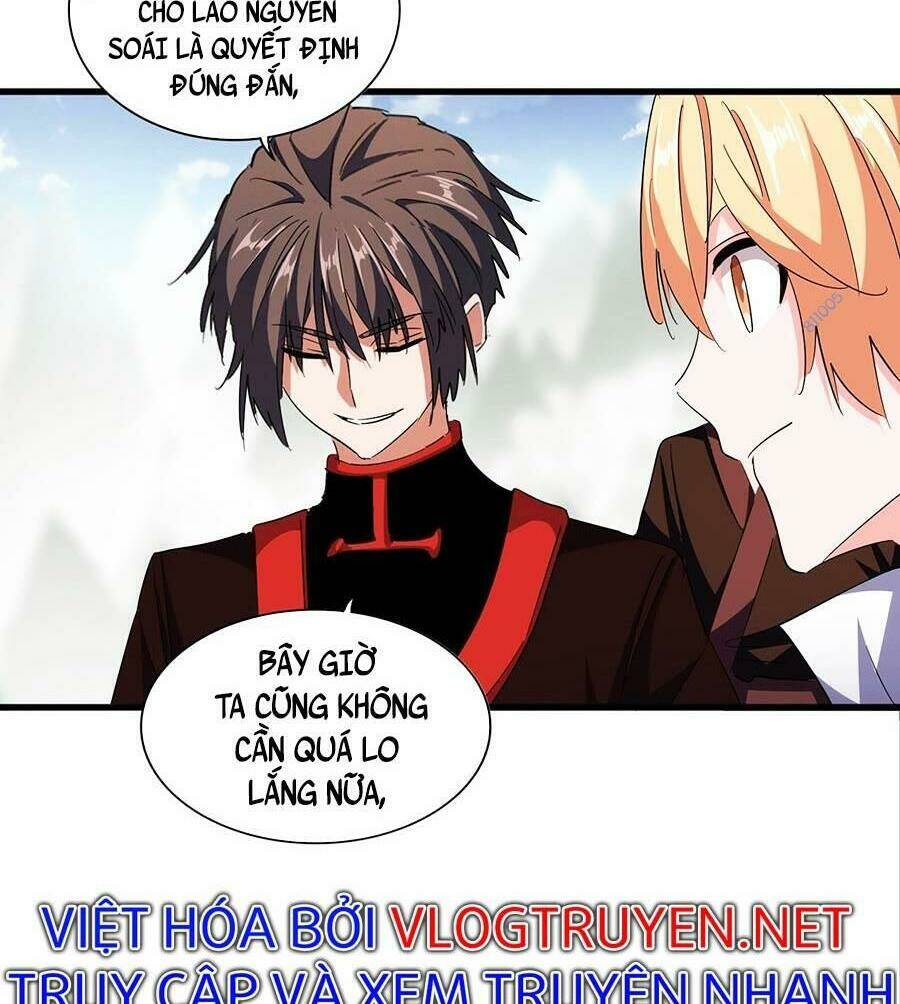 CHO LÃO NGUYÊN
SOÁI LÀ QUYẾT ĐỊNH
ĐÚNG ĐẮN,
811005
BÂY GIỜ
TA CŨNG KHÔNG
CẦN QUÁ LO
LẮNG NỮA,
VIỆT HÓA BỞI VLOGTRUYEN.NET
TRUY CẬP VÀ XEM TRUYỆN NHANH